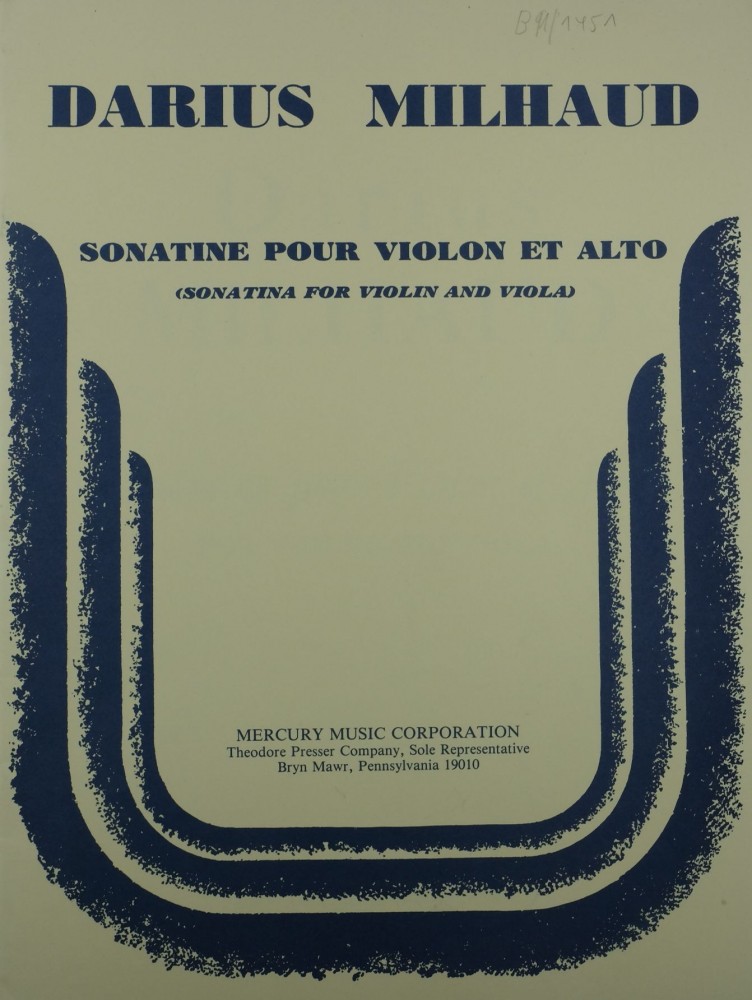 DARIUS MILHAUD
SONATINE POUR VIOLON ET ALTO
(SONATINA FOR VIOLIN AND VIOLA)
MERCURY MUSIC CORPORATION
Theodore Presser Company, Sole Representative
Bryn Mawr, Pennsylvania 19010